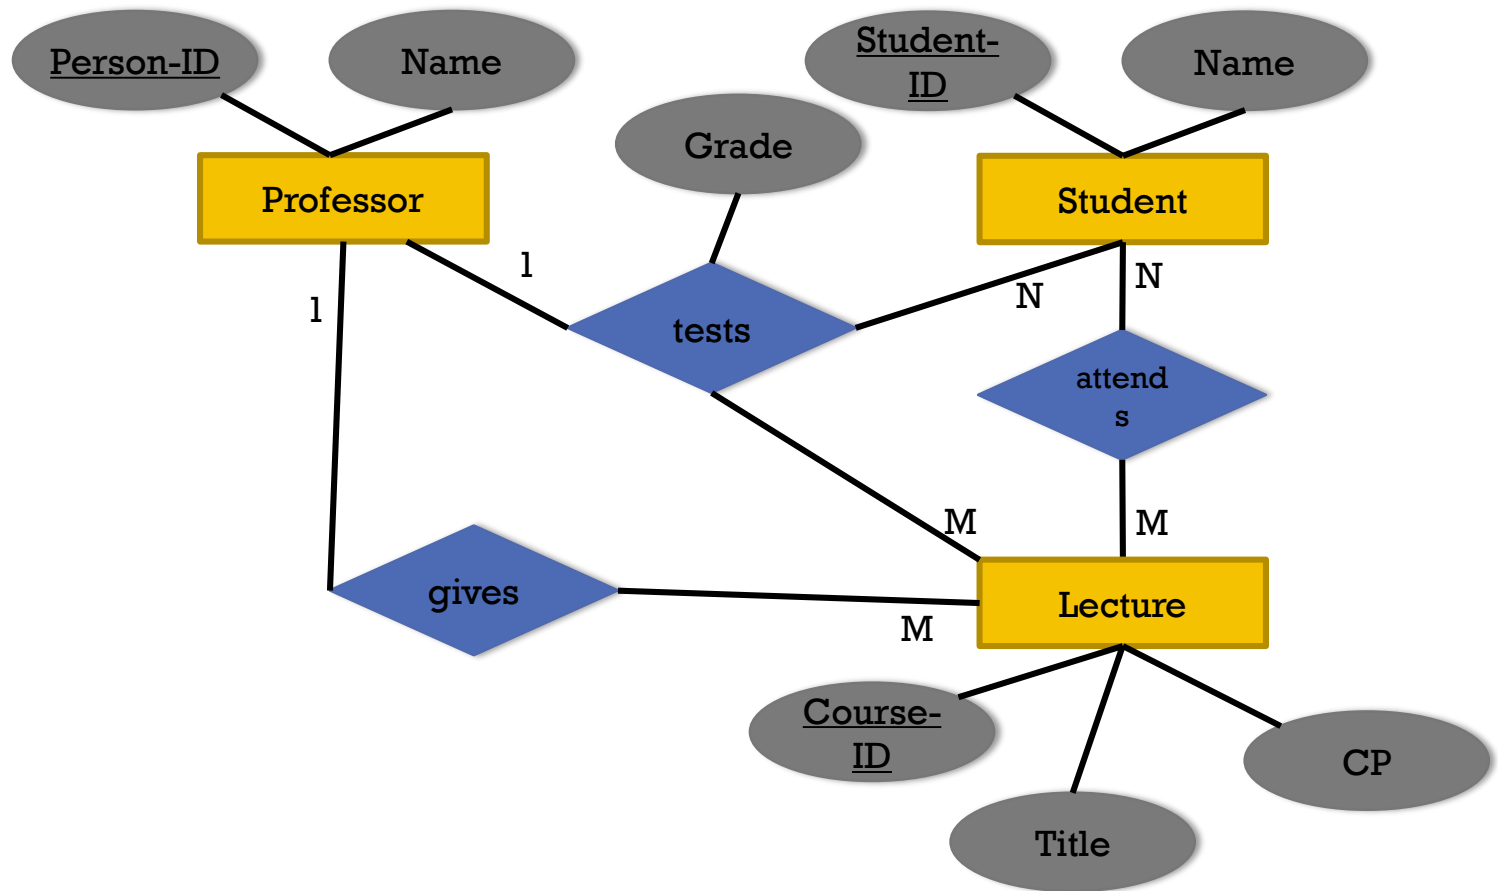 Person-ID
Name
Student-
ID
Name
Grade
Professor
Student
1
N
N
1
tests
attend
s
M
M
gives
M
Lecture
Course-
ID
CP
Title